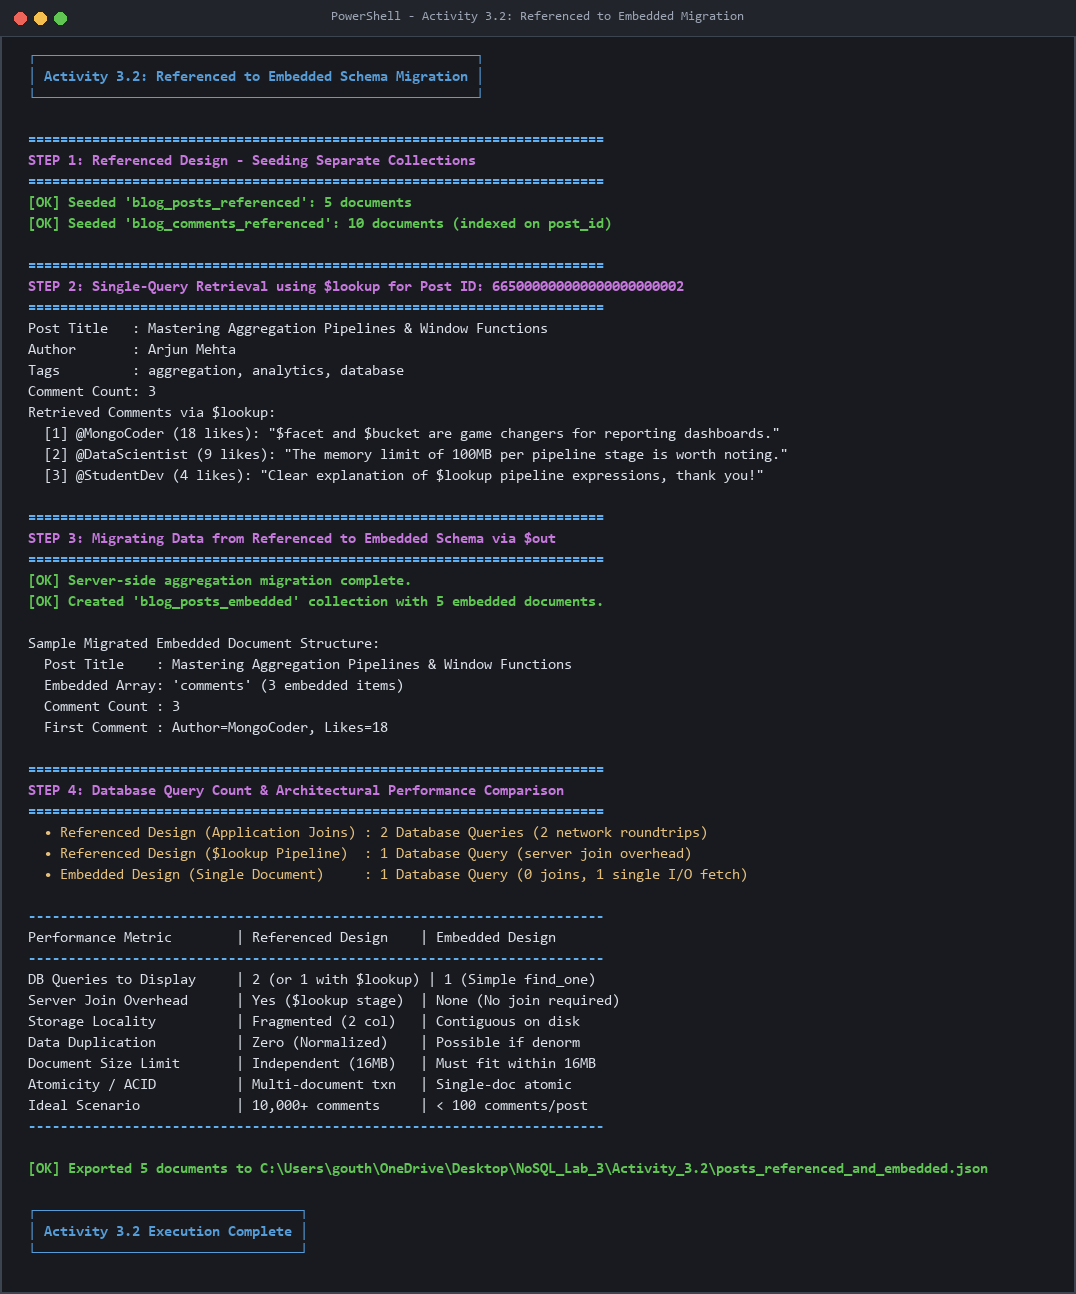 PowerShell - Activity 3.2: Referenced to Embedded Migration
Activity 3.2: Referenced to Embedded Schema Migration
========================================================================
STEP 1: Referenced Design - Seeding Separate Collections
========================================================================
[OK] Seeded 'blog_posts_referenced': 5 documents
[OK] Seeded 'blog_comments_referenced': 10 documents (indexed on post_id)
========================================================================
STEP 2: Single-Query Retrieval using $lookup for Post ID: 665000000000000000000002
========================================================================
Post Title   : Mastering Aggregation Pipelines & Window Functions
Author       : Arjun Mehta
Tags         : aggregation, analytics, database
Comment Count: 3
Retrieved Comments via $lookup:
  [1] @MongoCoder (18 likes): "$facet and $bucket are game changers for reporting dashboards."
  [2] @DataScientist (9 likes): "The memory limit of 100MB per pipeline stage is worth noting."
  [3] @StudentDev (4 likes): "Clear explanation of $lookup pipeline expressions, thank you!"
========================================================================
STEP 3: Migrating Data from Referenced to Embedded Schema via $out
========================================================================
[OK] Server-side aggregation migration complete.
[OK] Created 'blog_posts_embedded' collection with 5 embedded documents.
Sample Migrated Embedded Document Structure:
  Post Title    : Mastering Aggregation Pipelines & Window Functions
  Embedded Array: 'comments' (3 embedded items)
  Comment Count : 3
  First Comment : Author=MongoCoder, Likes=18
========================================================================
STEP 4: Database Query Count & Architectural Performance Comparison
========================================================================
  • Referenced Design (Application Joins) : 2 Database Queries (2 network roundtrips)
  • Referenced Design ($lookup Pipeline)  : 1 Database Query (server join overhead)
  • Embedded Design (Single Document)     : 1 Database Query (0 joins, 1 single I/O fetch)
------------------------------------------------------------------------
Performance Metric        | Referenced Design    | Embedded Design
------------------------------------------------------------------------
DB Queries to Display     | 2 (or 1 with $lookup) | 1 (Simple find_one)
Server Join Overhead      | Yes ($lookup stage)  | None (No join required)
Storage Locality          | Fragmented (2 col)   | Contiguous on disk
Data Duplication          | Zero (Normalized)    | Possible if denorm
Document Size Limit       | Independent (16MB)   | Must fit within 16MB
Atomicity / ACID          | Multi-document txn   | Single-doc atomic
Ideal Scenario            | 10,000+ comments     | < 100 comments/post
------------------------------------------------------------------------
[OK] Exported 5 documents to C:\Users\gouth\OneDrive\Desktop\NoSQL_Lab_3\Activity_3.2\posts_referenced_and_embedded.json
Activity 3.2 Execution Complete